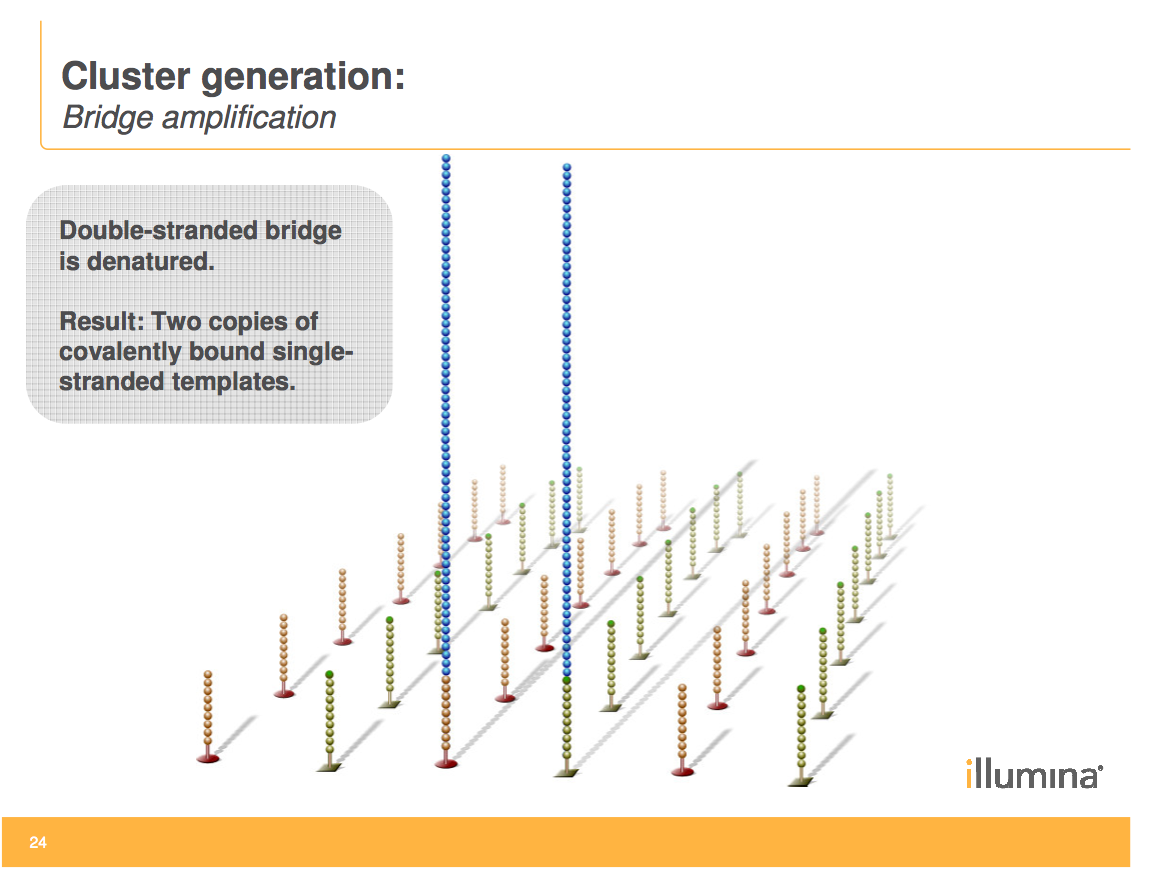 Cluster generation:
Bridge amplification
Double-stranded bridge
is denatured.
Result: Two copies of
covalently bound single-
stranded templates.
illumına®
24